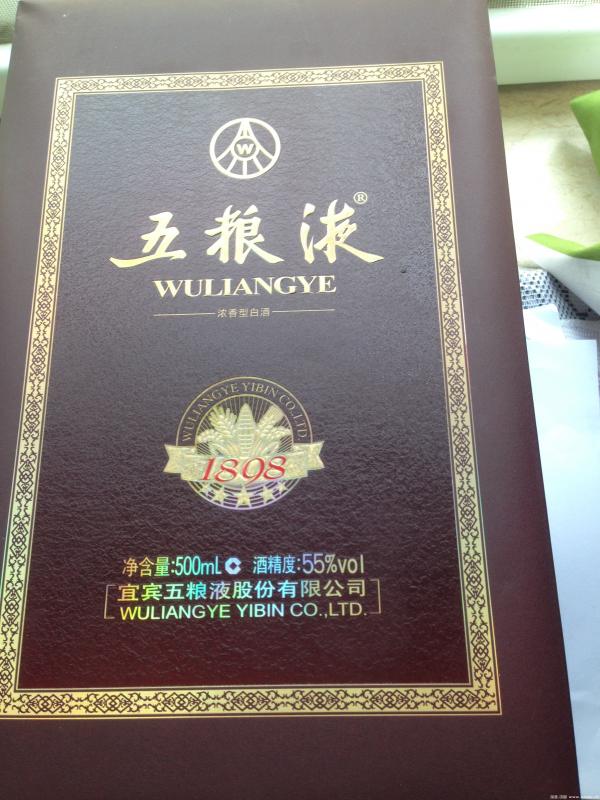 W
五粮液®
WULIANGYE
浓香型白酒
WULIANGYE YIBIN CO.,LTD.
1898
净含量:500mL C 酒精度:55%vol
宜宾五粮液股份有限公司
WULIANGYE YIBIN CO.,LTD.